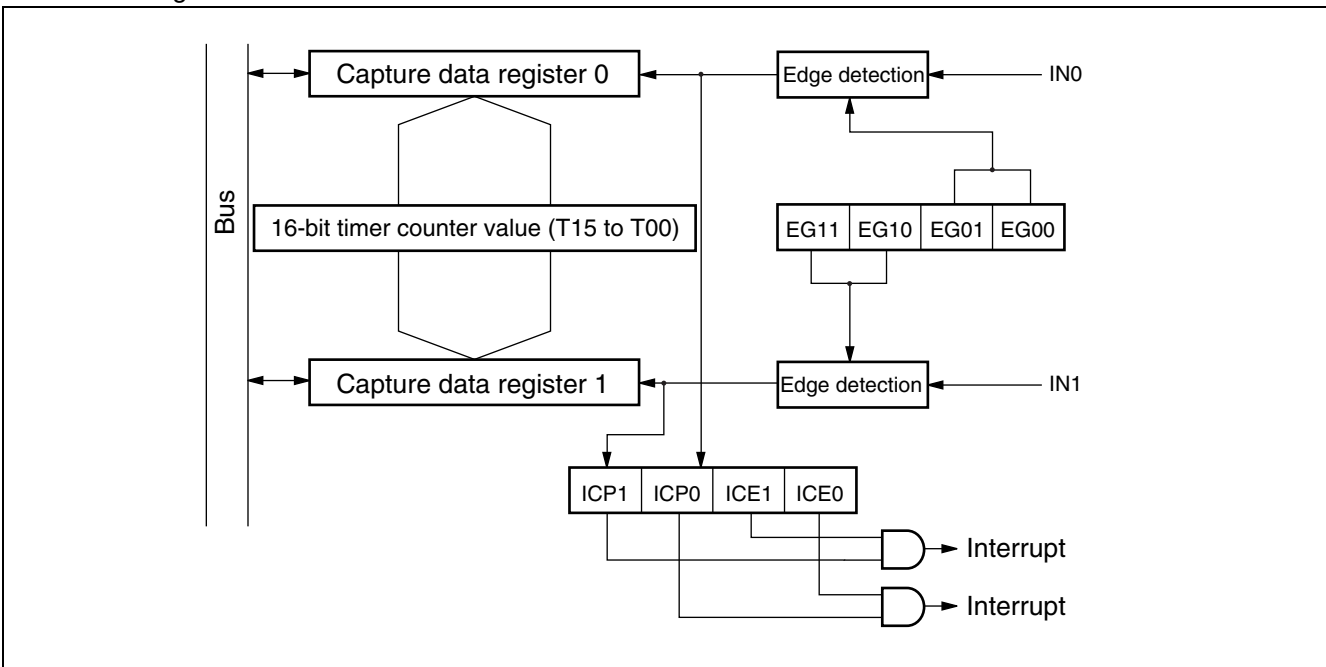 Capture data register 0
Edge detection
IN0
Bus
16-bit timer counter value (T15 to T00)
EG11 EG10 EG01 EG00
Capture data register 1
Edge detection
IN1
ICP1 ICP0 ICE1 ICE0
Interrupt
Interrupt